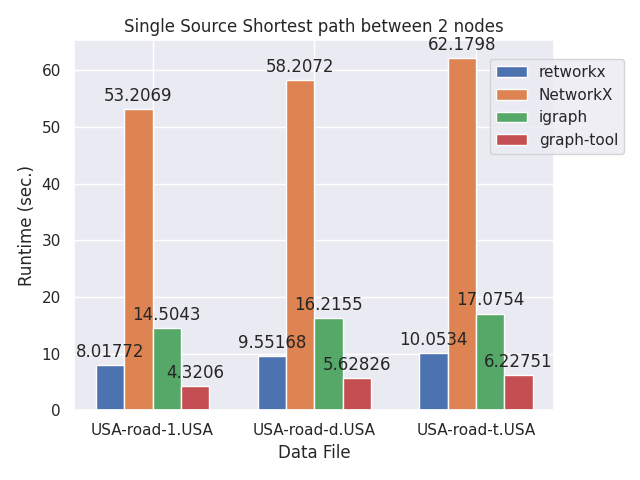 Single Source Shortest path between 2 nodes
62.1798
58.2072
53.2069
retworkx
NetworkX
igraph
graph-tool
60
50
40
30
20
10
0
Runtime (sec.)
8.01772
14.5043
4.3206
9.55168
16.2155
5.62826
10.0534
17.0754
6.22751
USA-road-1.USA
USA-road-d.USA
USA-road-t.USA
Data File